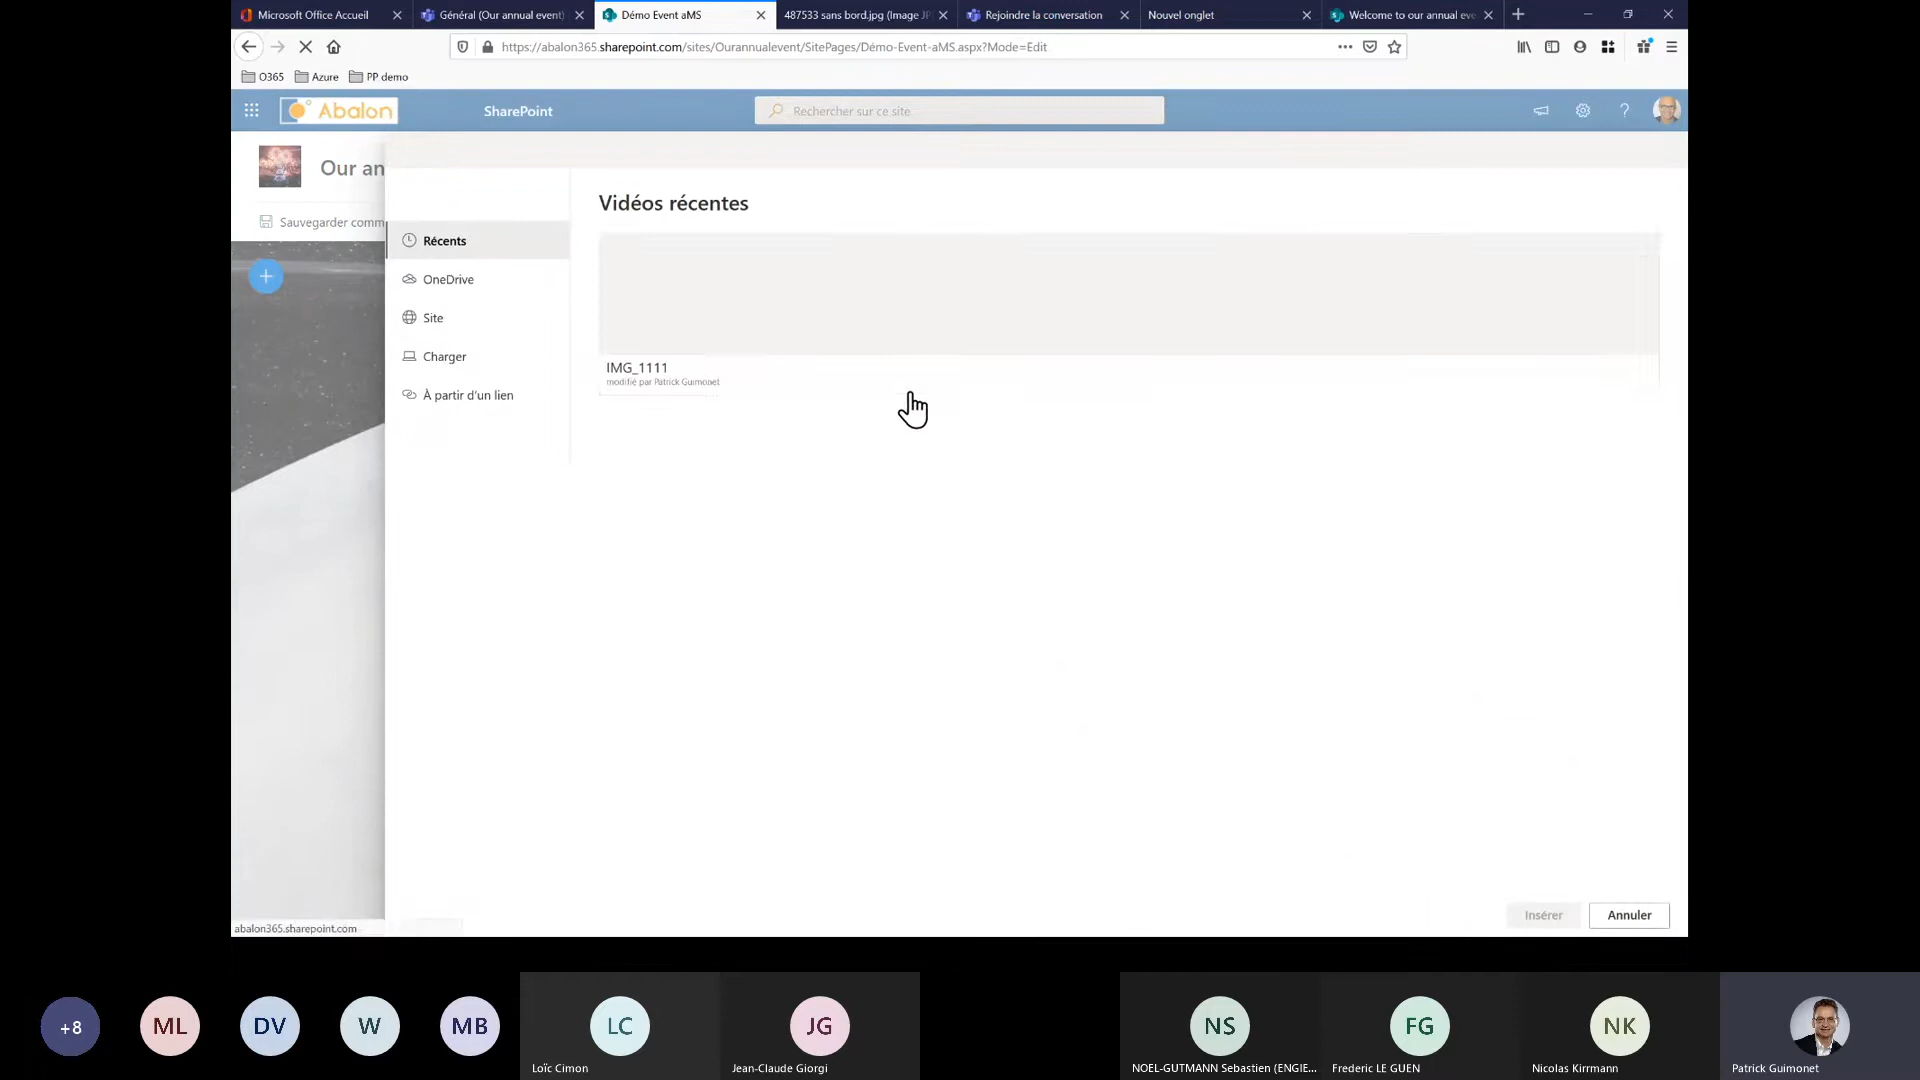 Microsoft Office Accueil
Général (Our annual event)
Démo Event aMS
487533 sans bord.jpg (Image JP
Rejoindre la conversation
Nouvel onglet
Welcome to our annual eve
https://abalon365.sharepoint.com/sites/Ourannualevent/SitePages/Démo-Event-aMS.aspx?Mode=Edit
O365
Azure
PP demo
Abalon
SharePoint
Rechercher sur ce site
?
Our an
Sauvegarder comm
Récents
OneDrive
Site
Charger
À partir d'un lien
Vidéos récentes
IMG_1111
modifié par Patrick Guimonet
Insérer
Annuler
abalon365.sharepoint.com
+8
ML
DV
W
MB
LC
Loïc Cimon
JG
Jean-Claude Giorgi
NS
NOEL-GUTMANN Sebastien (ENGIE...
FG
Frederic LE GUEN
NK
Nicolas Kirrmann
Patrick Guimonet